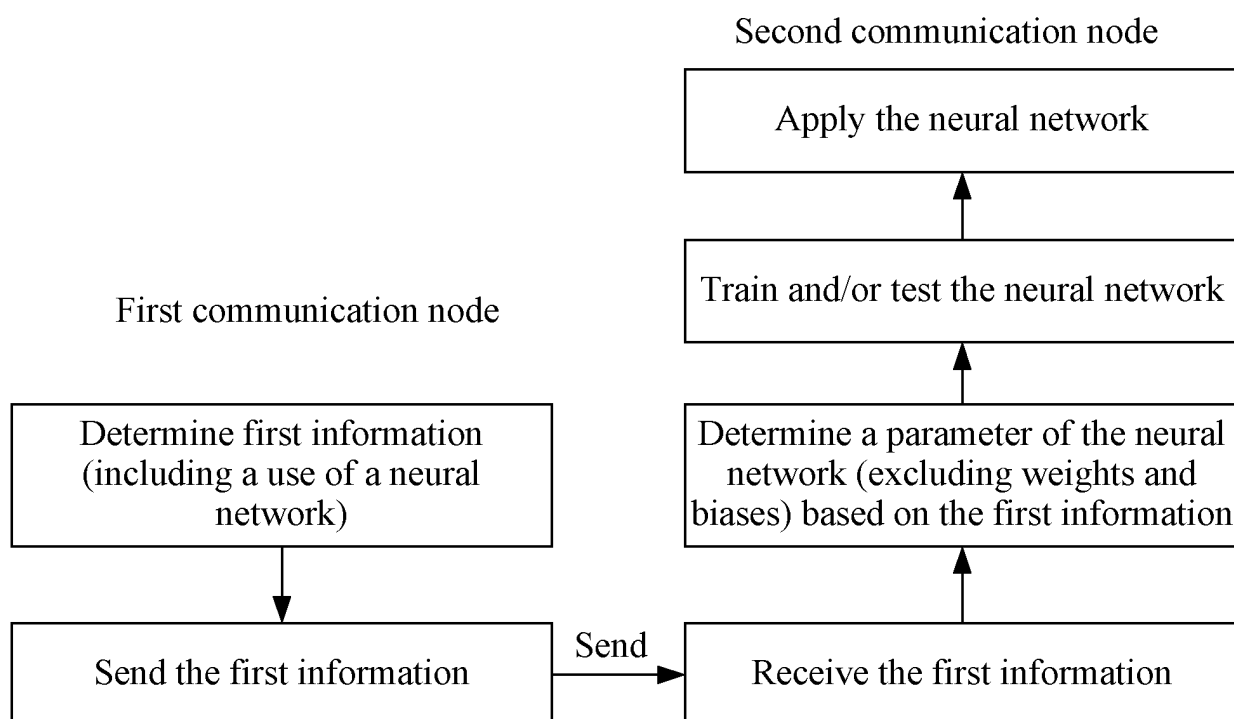 Second communication node
Apply the neural network
Train and/or test the neural network
First communication node
Determine first information
(including a use of a neural
network)
Determine a parameter of the neural
network (excluding weights and
biases) based on the first information
Send the first information
Send
Receive the first information